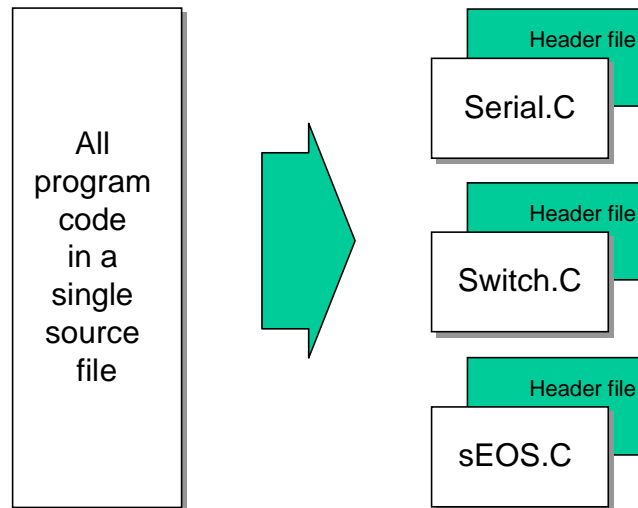 All
program
code
in a
single
source
file
Header file
Serial.C
Header file
Switch.C
Header file
sEOS.C